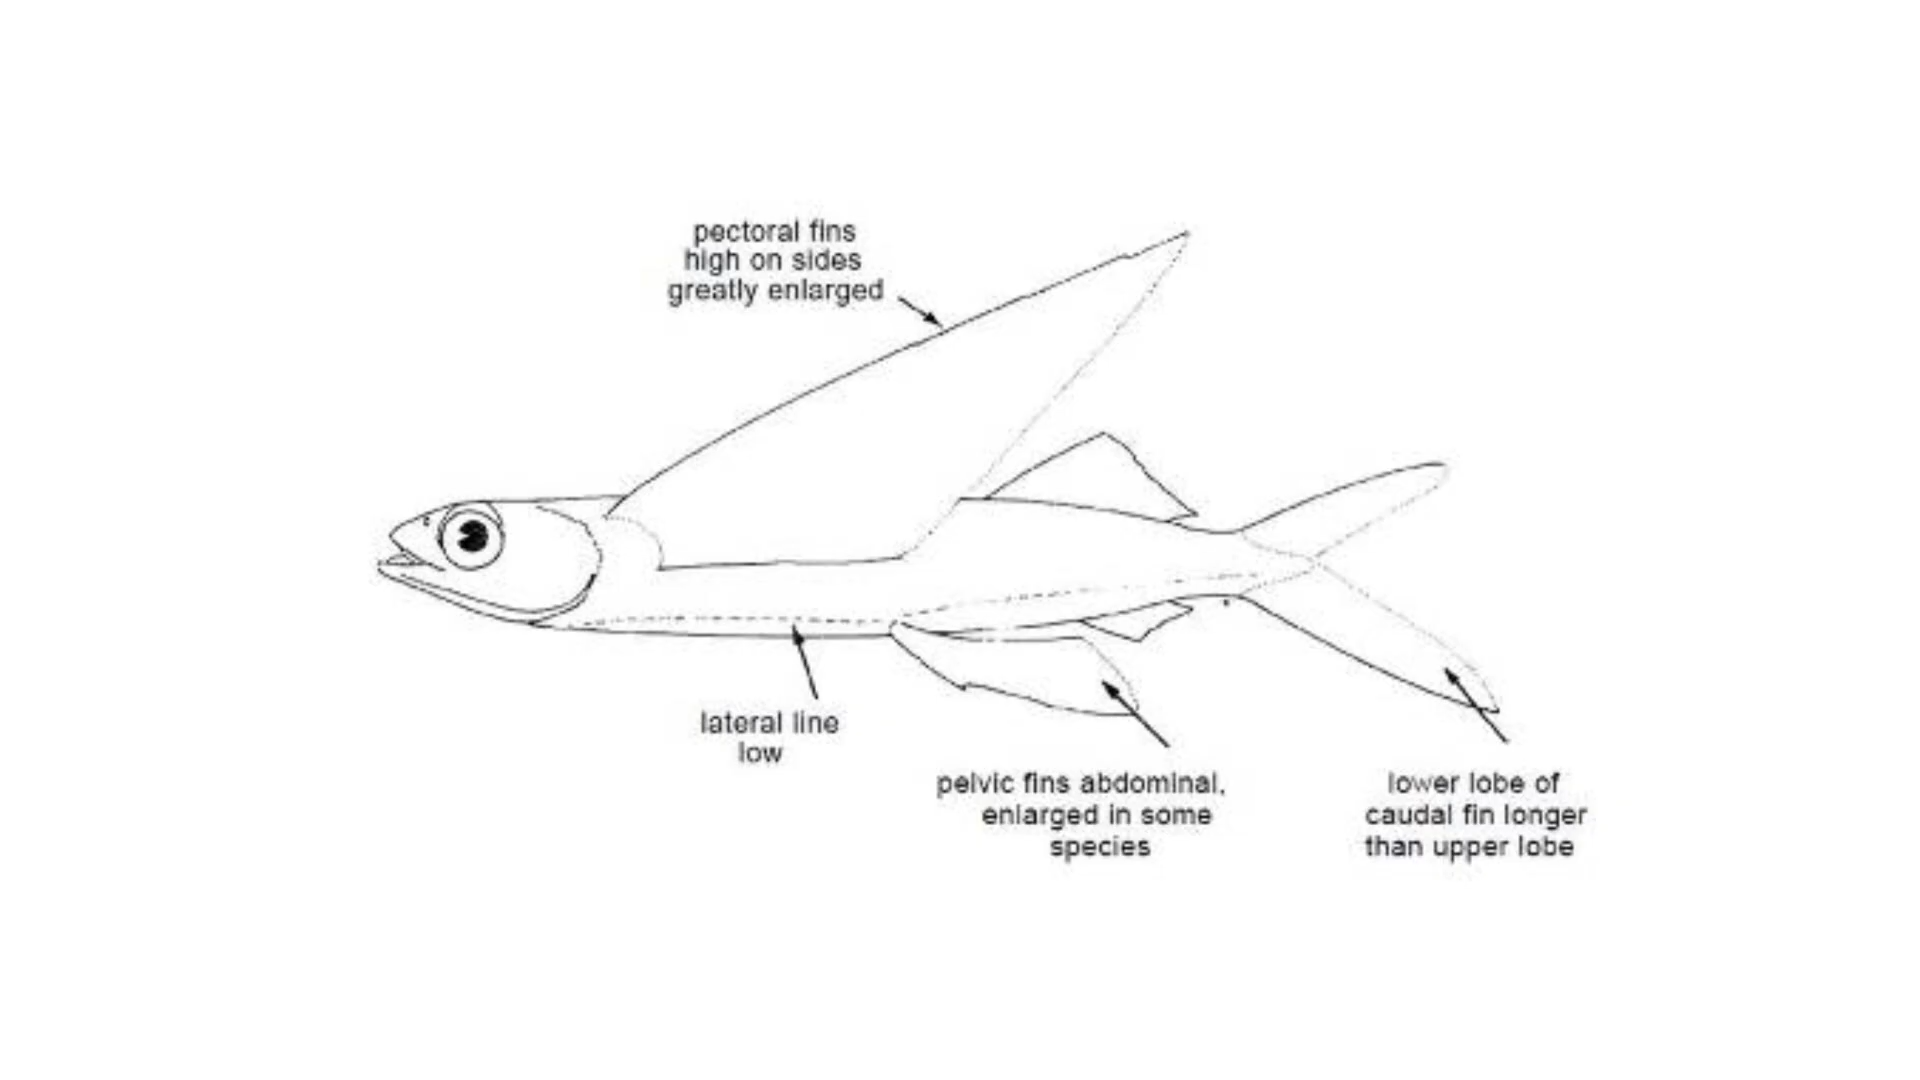 pectoral fins
high on sides
greatly enlarged
lateral line
low
pelvic fins abdominal,
enlarged in some
species
lower lobe of
caudal fin longer
than upper lobe